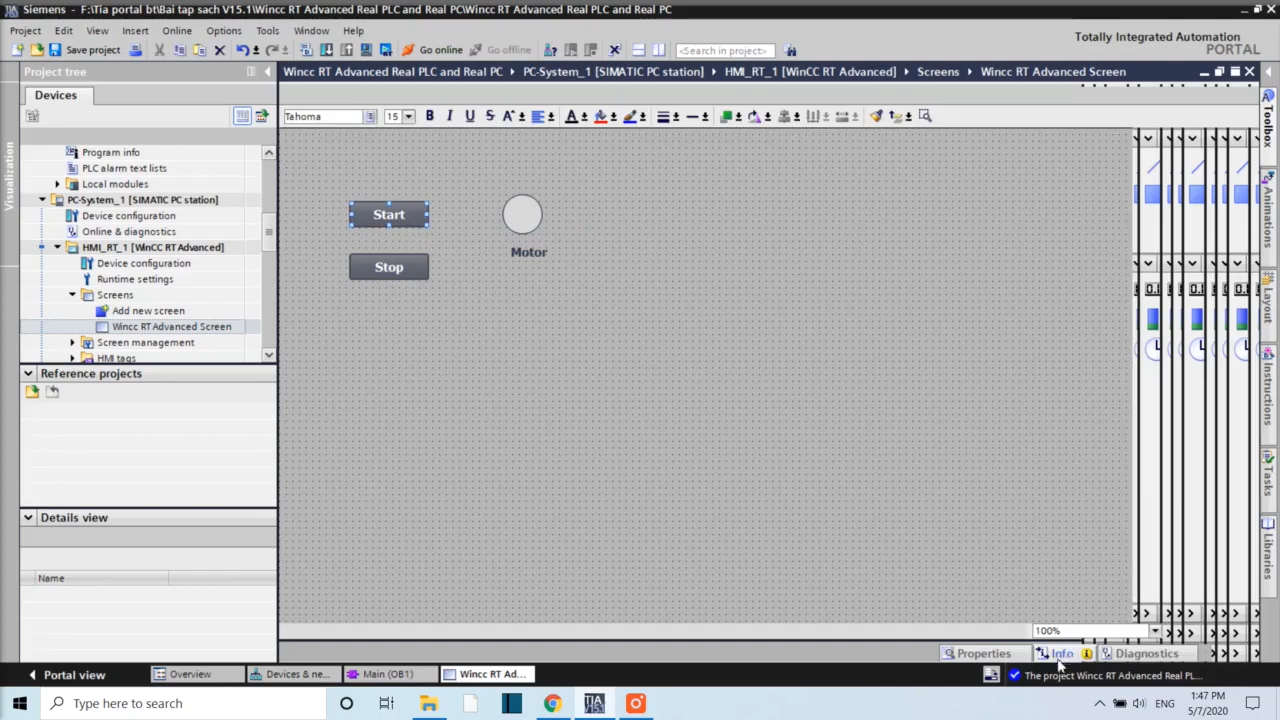 Siemens - F:\Tia portal bt\Bai tap sach V15.1\Wincc RT Advanced Real PLC and Real PC\Wincc RT Advanced Real PLC and Real PC
Project Edit View Insert Online Options Tools Window Help
Totally Integrated Automation
PORTAL
Save project Go online Go offline <Search in project>
Project tree
Wincc RT Advanced Real PLC and Real PC PC-System_1 [SIMATIC PC station] HMI_RT_1 [WinCC RT Advanced] Screens Wincc RT Advanced Screen
Devices
Tahoma 15 B I U S A A
Visualization
Program info
PLC alarm text lists
Local modules
PC-System_1 [SIMATIC PC station]
Device configuration
Online & diagnostics
HMI_RT_1 [WinCC RT Advanced]
Device configuration
Runtime settings
Screens
Add new screen
Wincc RT Advanced Screen
Screen management
HMI tags
Reference projects
Details view
Name
Start
Stop
Motor
Toolbox
Animations
Layout
Instructions
Tasks
Libraries
100%
Properties Info Diagnostics
Portal view Overview Devices & ne... Main (OB1) Wincc RT Ad... The project Wincc RT Advanced Real PL...
Type here to search
ENG
1:47 PM
5/7/2020